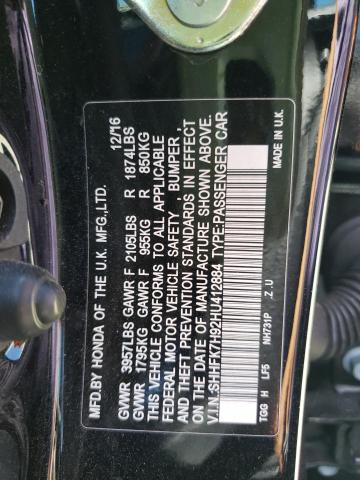 MFD.BY HONDA OF THE U.K. MFG.,LTD. 12/16
GVWR 3957LBS GAWR F 2105LBS R 1874LBS
GVWR 1795KG GAWR F 955KG R 850KG
THIS VEHICLE CONFORMS TO ALL APPLICABLE
FEDERAL MOTOR VEHICLE SAFETY , BUMPER ,
AND THEFT PREVENTION STANDARDS IN EFFECT
ON THE DATE OF MANUFACTURE SHOWN ABOVE.
V.I.N.:SHHFK7H92HU412884 TYPE:PASSENGER CAR
TGG H LF5 NH731P Z U MADE IN U.K.